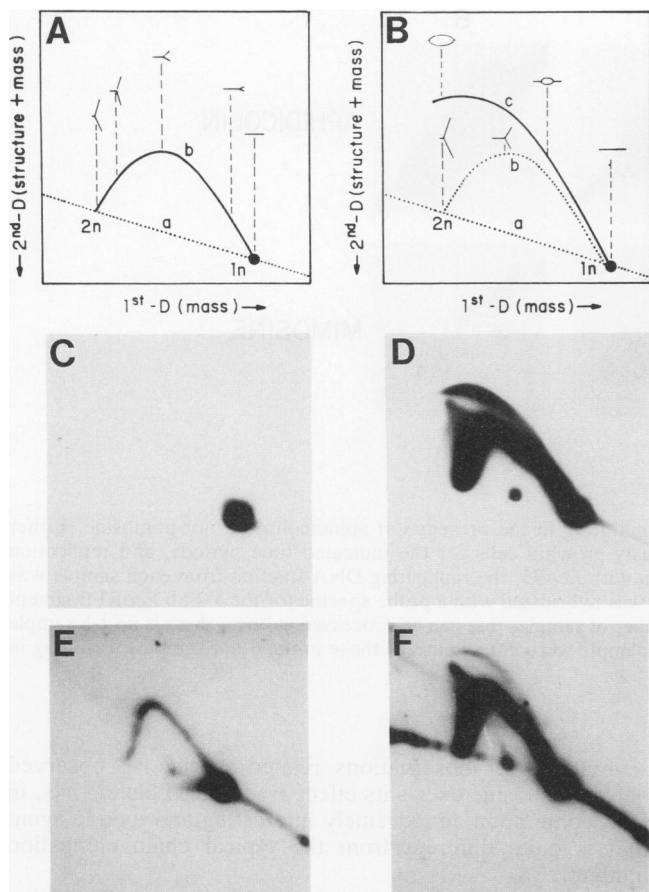 A
B
←2nd-D (structure + mass)
b
a
2n
1n
1st-D (mass)→
←2nd-D (structure + mass)
c
b
a
2n
1n
1st-D (mass)→
C
D
E
F